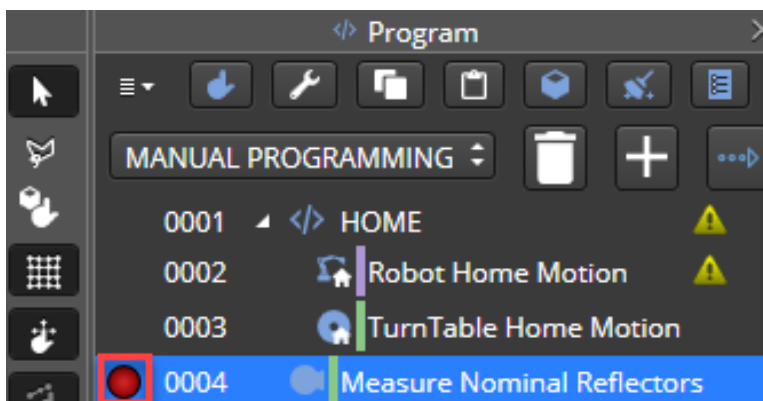 </> Program
MANUAL PROGRAMMING
0001 </> HOME
0002 Robot Home Motion
0003 TurnTable Home Motion
0004 Measure Nominal Reflectors